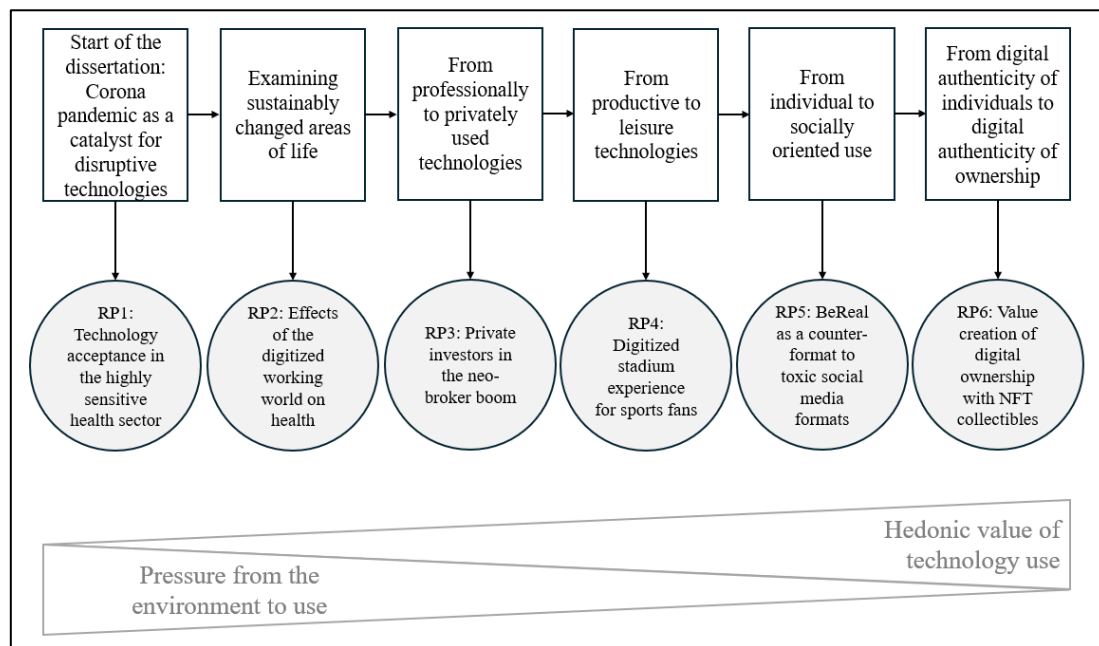 Start of the
dissertation:
Corona
pandemic as a
catalyst for
disruptive
technologies
Examining
sustainably
changed areas
of life
From
professionally
to privately
used
technologies
From
productive to
leisure
technologies
From
individual to
socially
oriented use
From digital
authenticity of
individuals to
digital
authenticity of
ownership
RP1:
Technology
acceptance in
the highly
sensitive health
sector
RP2: Effects
of the
digitized
working
world on
health
RP3: Private
investors in
the neo-
broker boom
RP4:
Digitized
stadium
experience
for sports fans
RP5: BeReal
as a counter-
format to
toxic social
media
formats
RP6: Value
creation of
digital
ownership
with NFT
collectibles
Hedonic value of
technology use
Pressure from the
environment to use